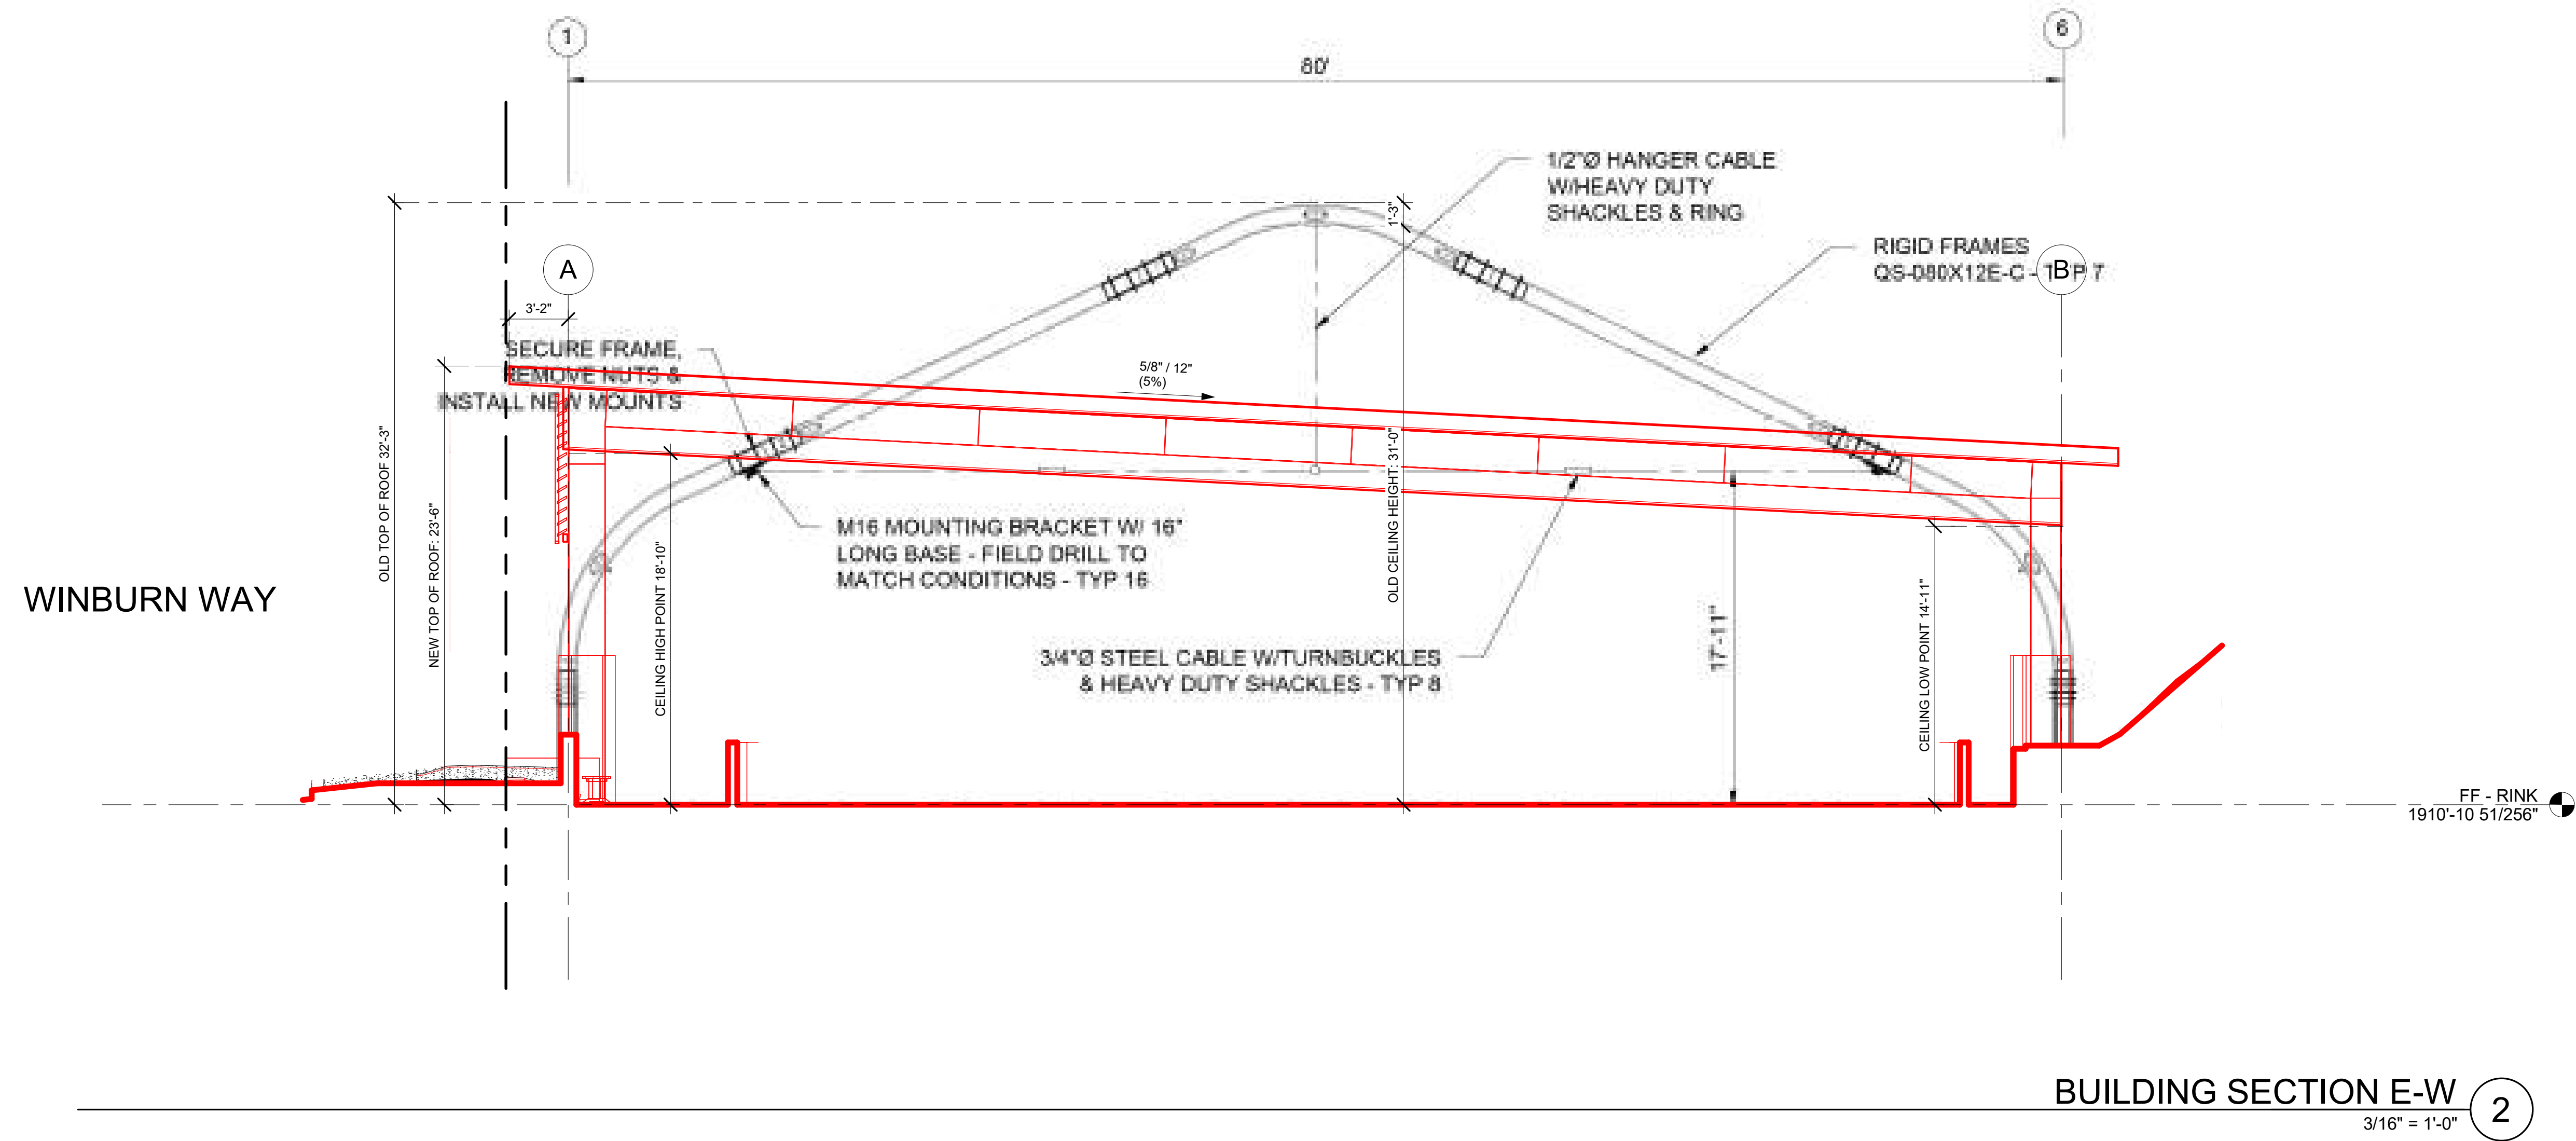 1
6
80'
1/2"Ø HANGER CABLE
W/HEAVY DUTY
SHACKLES & RING
1'-3"
RIGID FRAMES
QS-080X12E-C - TYP 7
A
B
3'-2"
SECURE FRAME,
REMOVE NUTS &
INSTALL NEW MOUNTS
5/8" / 12"
(5%)
OLD TOP OF ROOF 32'-3"
NEW TOP OF ROOF: 23'-6"
CEILING HIGH POINT 18'-10"
OLD CEILING HEIGHT: 31'-0"
M16 MOUNTING BRACKET W/ 16"
LONG BASE - FIELD DRILL TO
MATCH CONDITIONS - TYP 16
WINBURN WAY
17'-11"
CEILING LOW POINT 14'-11"
3/4"Ø STEEL CABLE W/TURNBUCKLES
& HEAVY DUTY SHACKLES - TYP 8
FF - RINK
1910'-10 51/256"
BUILDING SECTION E-W
3/16" = 1'-0"
2